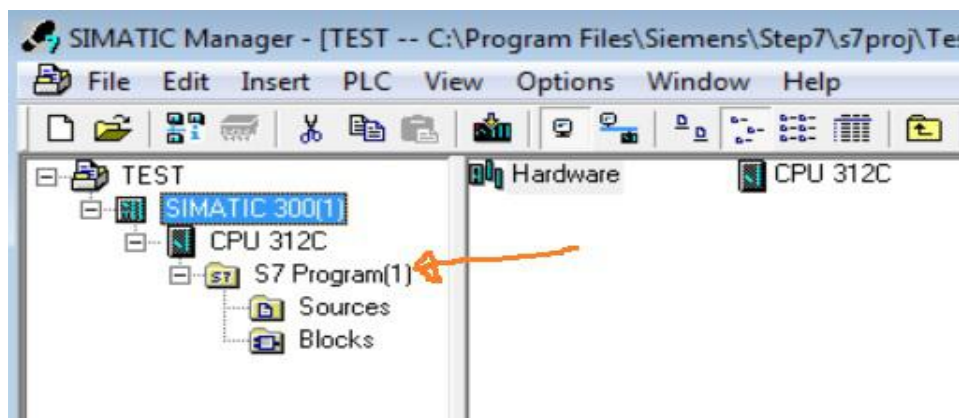 SIMATIC Manager - [TEST -- C:\Program Files\Siemens\Step7\s7proj\Tes
File Edit Insert PLC View Options Window Help
TEST
SIMATIC 300(1)
CPU 312C
S7 Program(1)
Sources
Blocks
Hardware CPU 312C